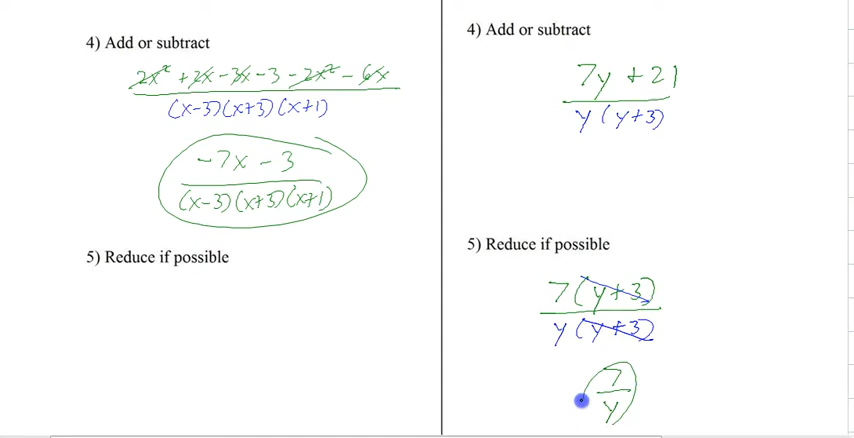 4) Add or subtract
2x² + 2x - 3x - 3 - 2x² - 6x
(x-3)(x+3)(x+1)
-7x - 3
(x-3)(x+3)(x+1)
5) Reduce if possible
4) Add or subtract
7y + 21
y(y+3)
5) Reduce if possible
7(y+3)
y(y+3)
7
y